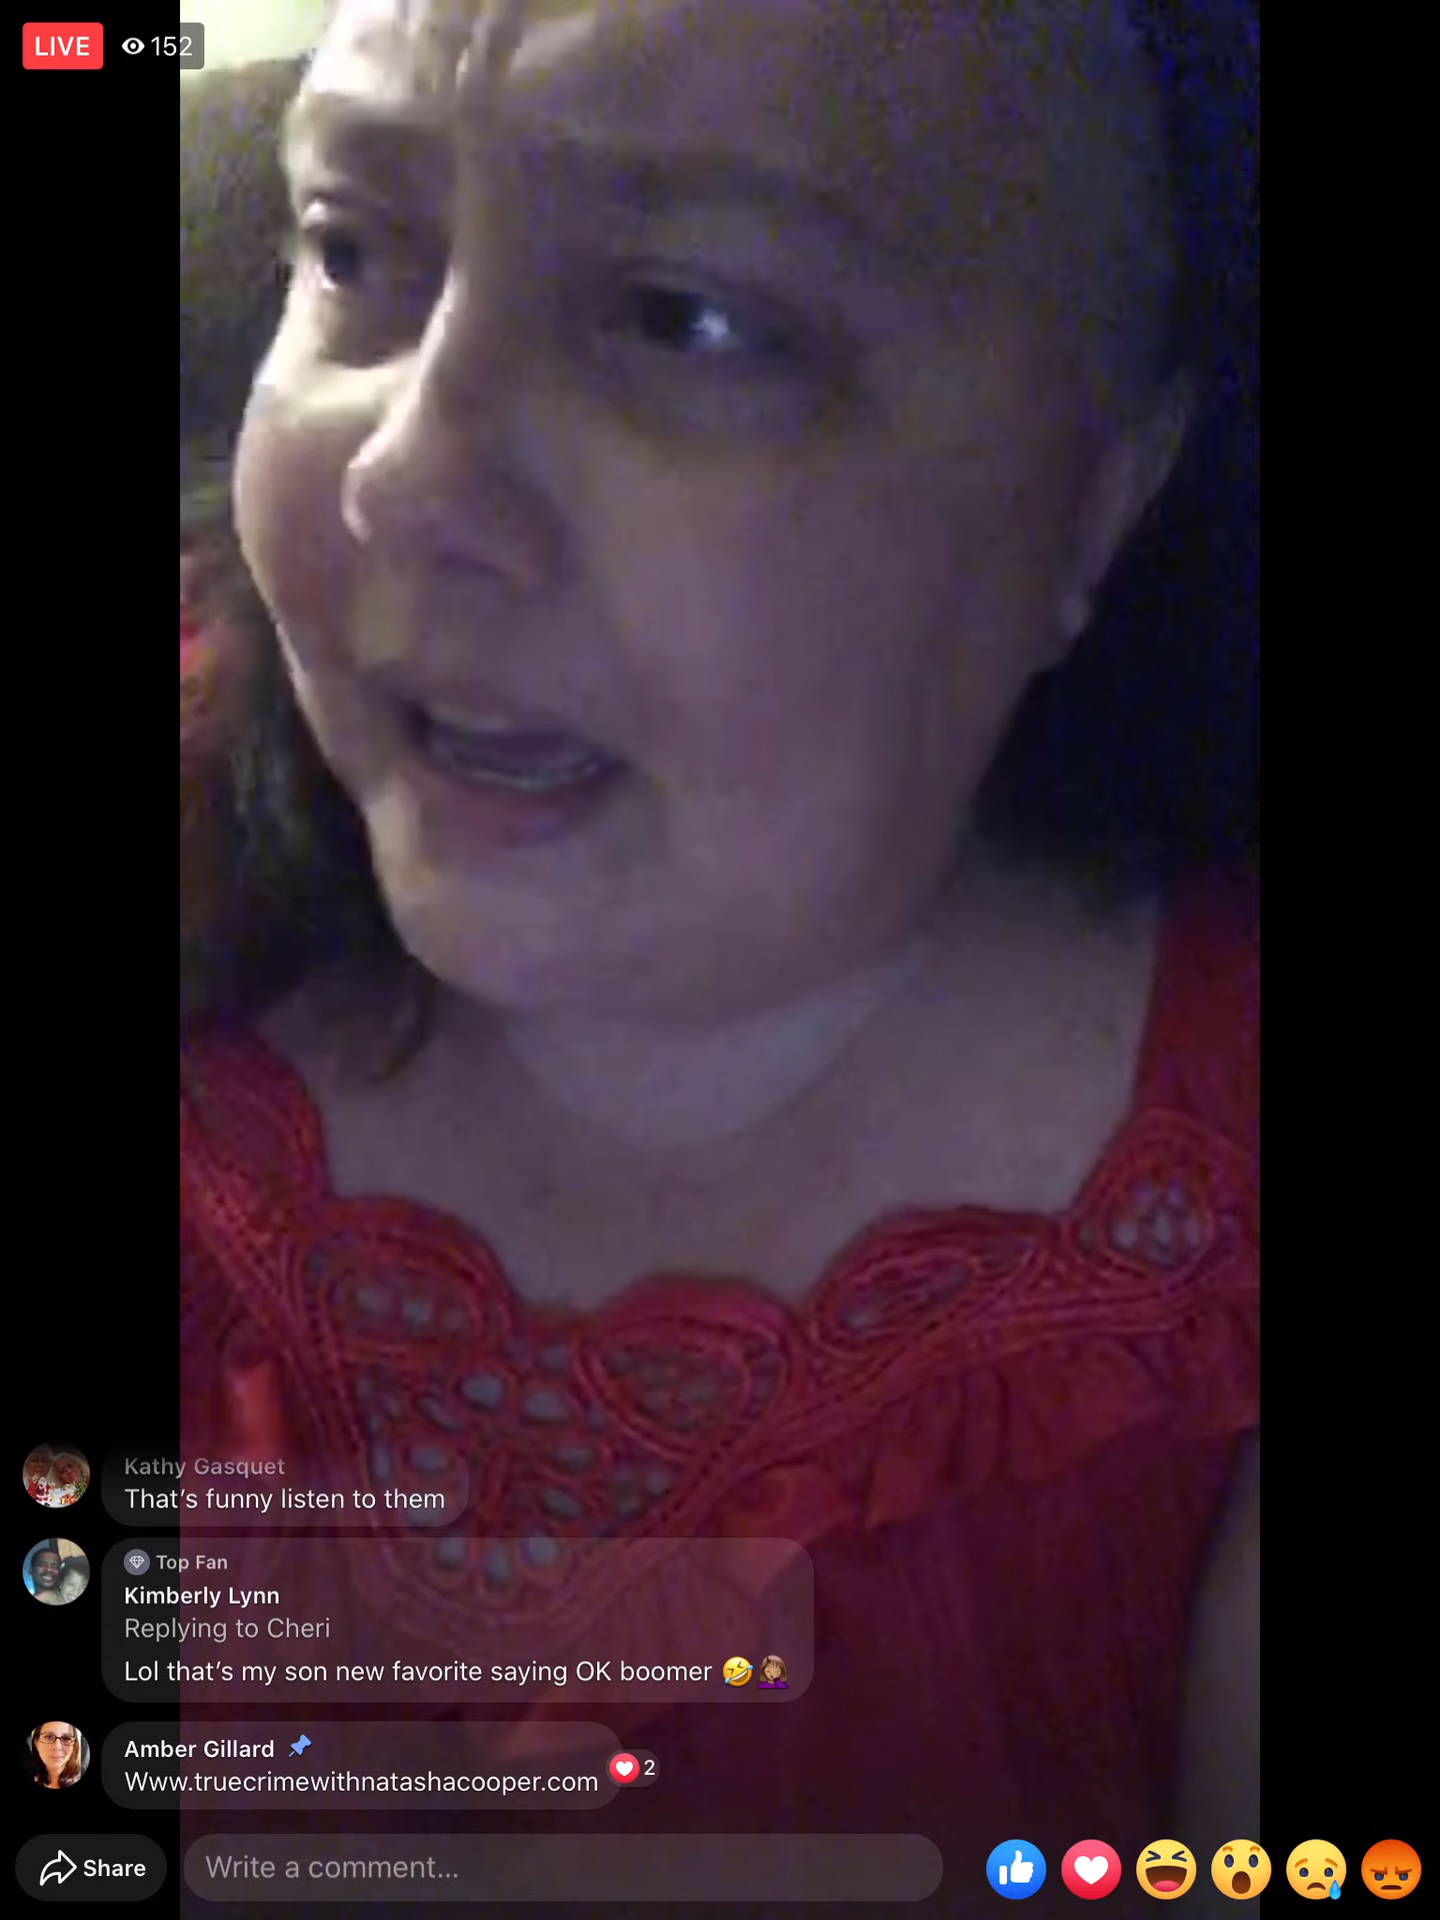 LIVE 152
Kathy Gasquet
That's funny listen to them
Top Fan
Kimberly Lynn
Replying to Cheri
Lol that's my son new favorite saying OK boomer 🤣🤦🏽‍♀️
Amber Gillard 📌
Www.truecrimewithnatashacooper.com
2
Share
Write a comment...